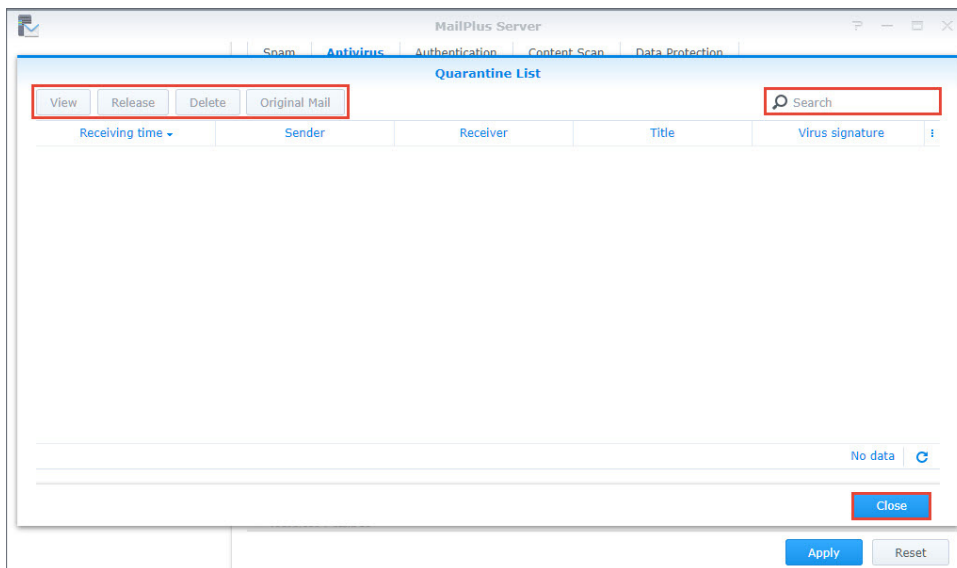 MailPlus Server
Spam Antivirus Authentication Content Scan Data Protection
Quarantine List
View Release Delete Original Mail Search
Receiving time Sender Receiver Title Virus signature
No data
Close
Apply Reset